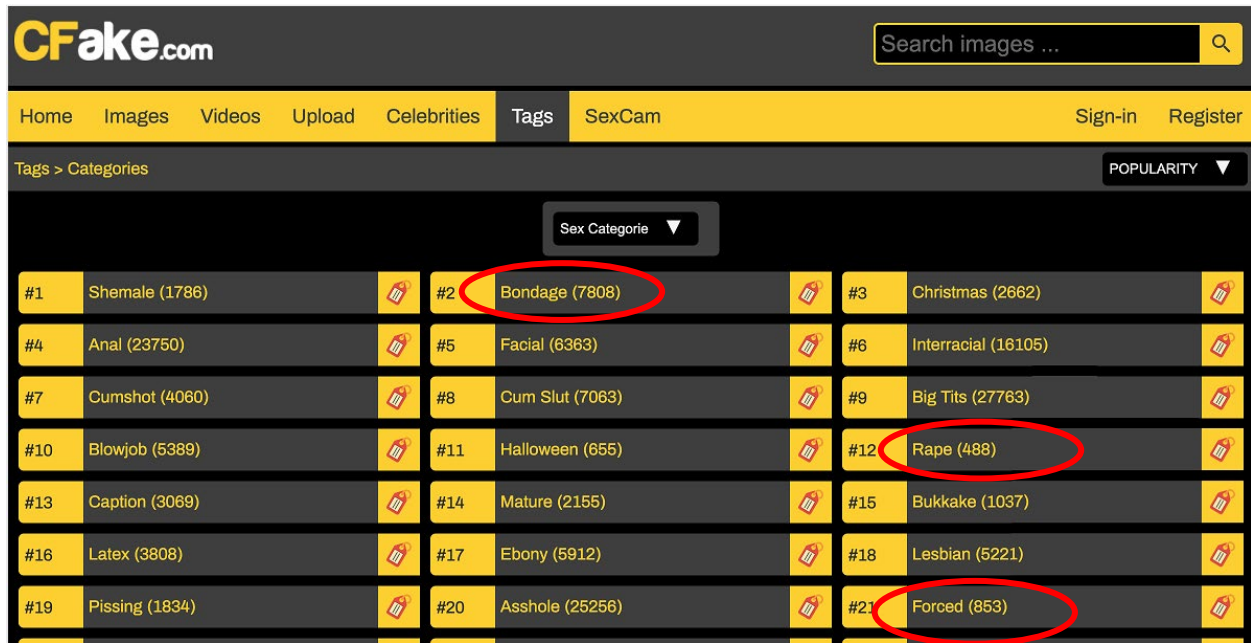 CFake.com
Search images ...
Home Images Videos Upload Celebrities Tags SexCam Sign-in Register
Tags > Categories POPULARITY ▼
Sex Categorie ▼
#1 Shemale (1786) #2 Bondage (7808) #3 Christmas (2662)
#4 Anal (23750) #5 Facial (6363) #6 Interracial (16105)
#7 Cumshot (4060) #8 Cum Slut (7063) #9 Big Tits (27763)
#10 Blowjob (5389) #11 Halloween (655) #12 Rape (488)
#13 Caption (3069) #14 Mature (2155) #15 Bukkake (1037)
#16 Latex (3808) #17 Ebony (5912) #18 Lesbian (5221)
#19 Pissing (1834) #20 Asshole (25256) #21 Forced (853)